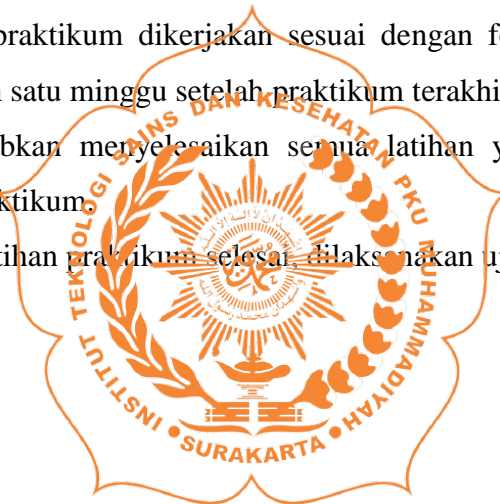 praktikum dikerjakan sesuai dengan fo
satu minggu setelah praktikum terakhi
bkan menyelesaikan semua latihan y
ktikum.
tihan praktikum selesai, dilaksanakan uj
INSTITUT TEKNOLOGI SAINS DAN KESEHATAN PKU MUHAMMADIYAH
SURAKARTA